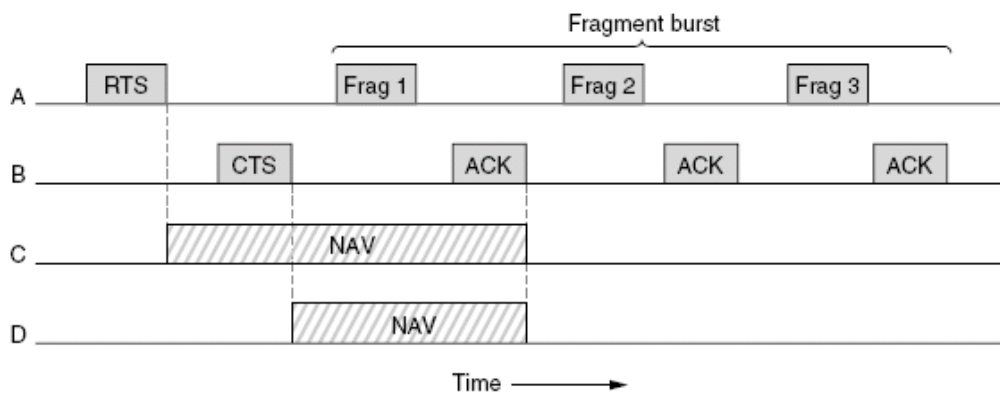 Fragment burst
A RTS Frag 1 Frag 2 Frag 3
B CTS ACK ACK ACK
C NAV
D NAV
Time